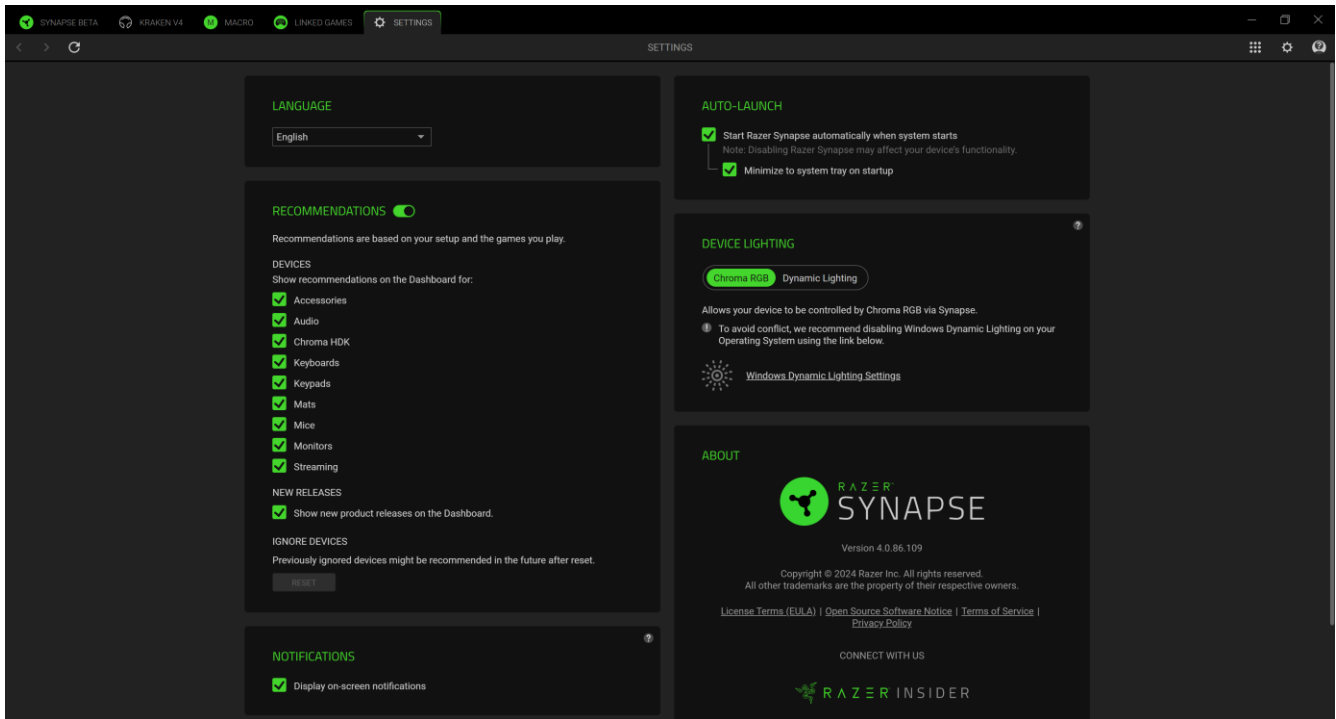 SYNAPSE BETA
KRAKEN V4
M MACRO
LINKED GAMES
SETTINGS
SETTINGS
LANGUAGE
English
RECOMMENDATIONS
Recommendations are based on your setup and the games you play.
DEVICES
Show recommendations on the Dashboard for:
Accessories
Audio
Chroma HDK
Keyboards
Keypads
Mats
Mice
Monitors
Streaming
NEW RELEASES
Show new product releases on the Dashboard.
IGNORE DEVICES
Previously ignored devices might be recommended in the future after reset.
RESET
?
NOTIFICATIONS
Display on-screen notifications
AUTO-LAUNCH
Start Razer Synapse automatically when system starts
Note: Disabling Razer Synapse may affect your device's functionality.
Minimize to system tray on startup
?
DEVICE LIGHTING
Chroma RGB
Dynamic Lighting
Allows your device to be controlled by Chroma RGB via Synapse.
! To avoid conflict, we recommend disabling Windows Dynamic Lighting on your
Operating System using the link below.
Windows Dynamic Lighting Settings
ABOUT
RAZER
SYNAPSE
Version 4.0.86.109
Copyright © 2024 Razer Inc. All rights reserved.
All other trademarks are the property of their respective owners.
License Terms (EULA) | Open Source Software Notice | Terms of Service |
Privacy Policy
CONNECT WITH US
RAZER INSIDER